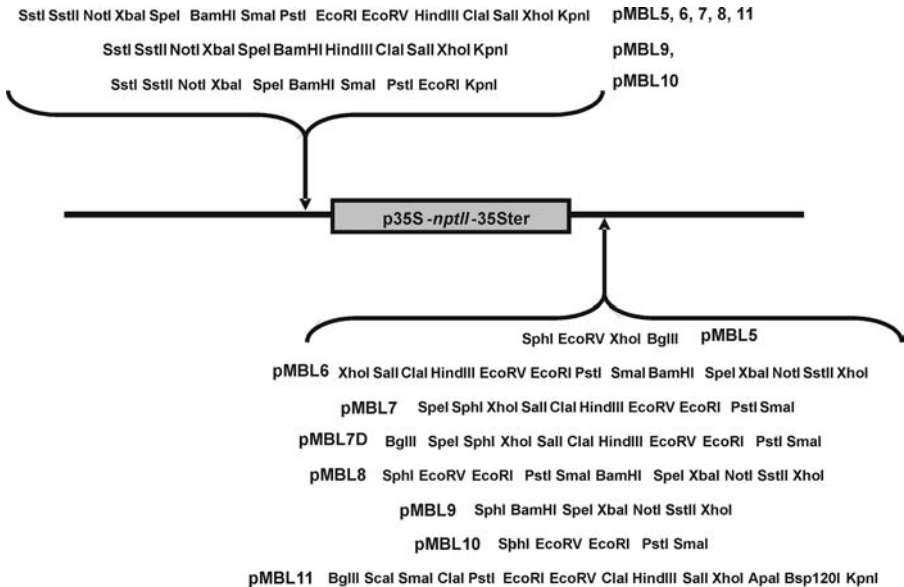 SstI SstII NotI XbaI SpeI BamHI SmaI PstI EcoRI EcoRV HindIII ClaI SalI XhoI KpnI pMBL5, 6, 7, 8, 11
SstI SstII NotI XbaI SpeI BamHI HindIII ClaI SalI XhoI KpnI pMBL9,
SstI SstII NotI XbaI SpeI BamHI SmaI PstI EcoRI KpnI pMBL10
p35S-nptII-35Ster
SphI EcoRV XhoI BglII pMBL5
pMBL6 XhoI SalI ClaI HindIII EcoRV EcoRI PstI SmaI BamHI SpeI XbaI NotI SstII XhoI
pMBL7 SpeI SphI XhoI SalI ClaI HindIII EcoRV EcoRI PstI SmaI
pMBL7D BglII SpeI SphI XhoI SalI ClaI HindIII EcoRV EcoRI PstI SmaI
pMBL8 SphI EcoRV EcoRI PstI SmaI BamHI SpeI XbaI NotI SstII XhoI
pMBL9 SphI BamHI SpeI XbaI NotI SstII XhoI
pMBL10 SphI EcoRV EcoRI PstI SmaI
pMBL11 BglII ScaI SmaI ClaI PstI EcoRI EcoRV ClaI HindIII SalI XhoI ApaI Bsp120I KpnI